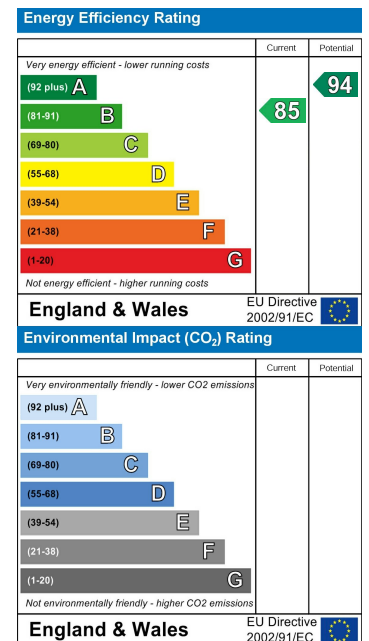 Energy Efficiency Rating
Current Potential
Very energy efficient - lower running costs
(92 plus) A
94
(81-91) B
85
(69-80) C
(55-68) D
(39-54) E
(21-38) F
(1-20) G
Not energy efficient - higher running costs
England & Wales
EU Directive
2002/91/EC
Environmental Impact (CO₂) Rating
Current Potential
Very environmentally friendly - lower CO2 emissions
(92 plus) A
(81-91) B
(69-80) C
(55-68) D
(39-54) E
(21-38) F
(1-20) G
Not environmentally friendly - higher CO2 emissions
England & Wales
EU Directive
2002/91/EC